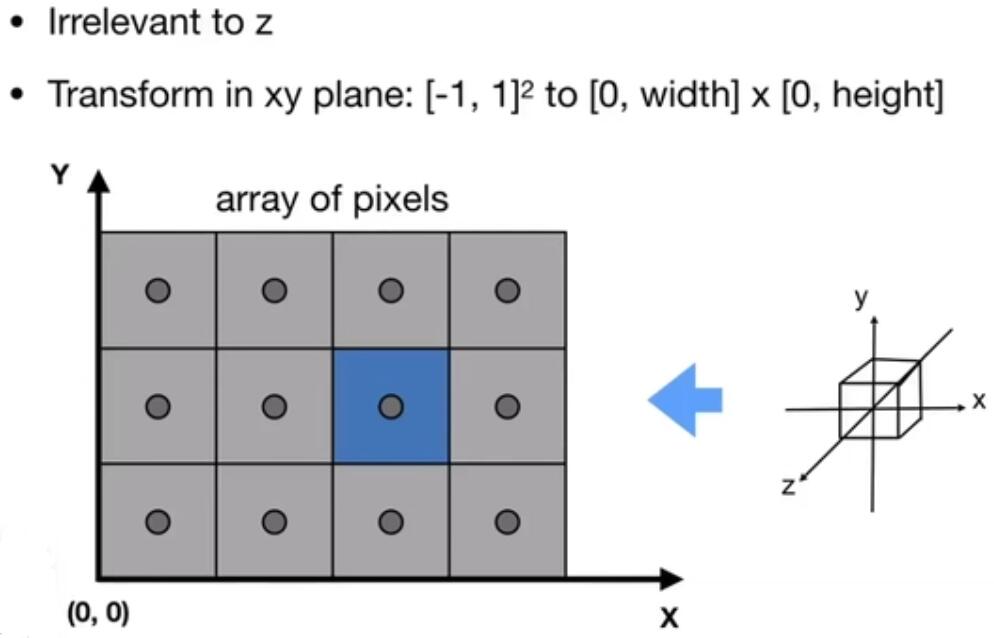 • Irrelevant to z
• Transform in xy plane: [-1, 1]² to [0, width] x [0, height]
Y
array of pixels
y
x
z
(0, 0)
X